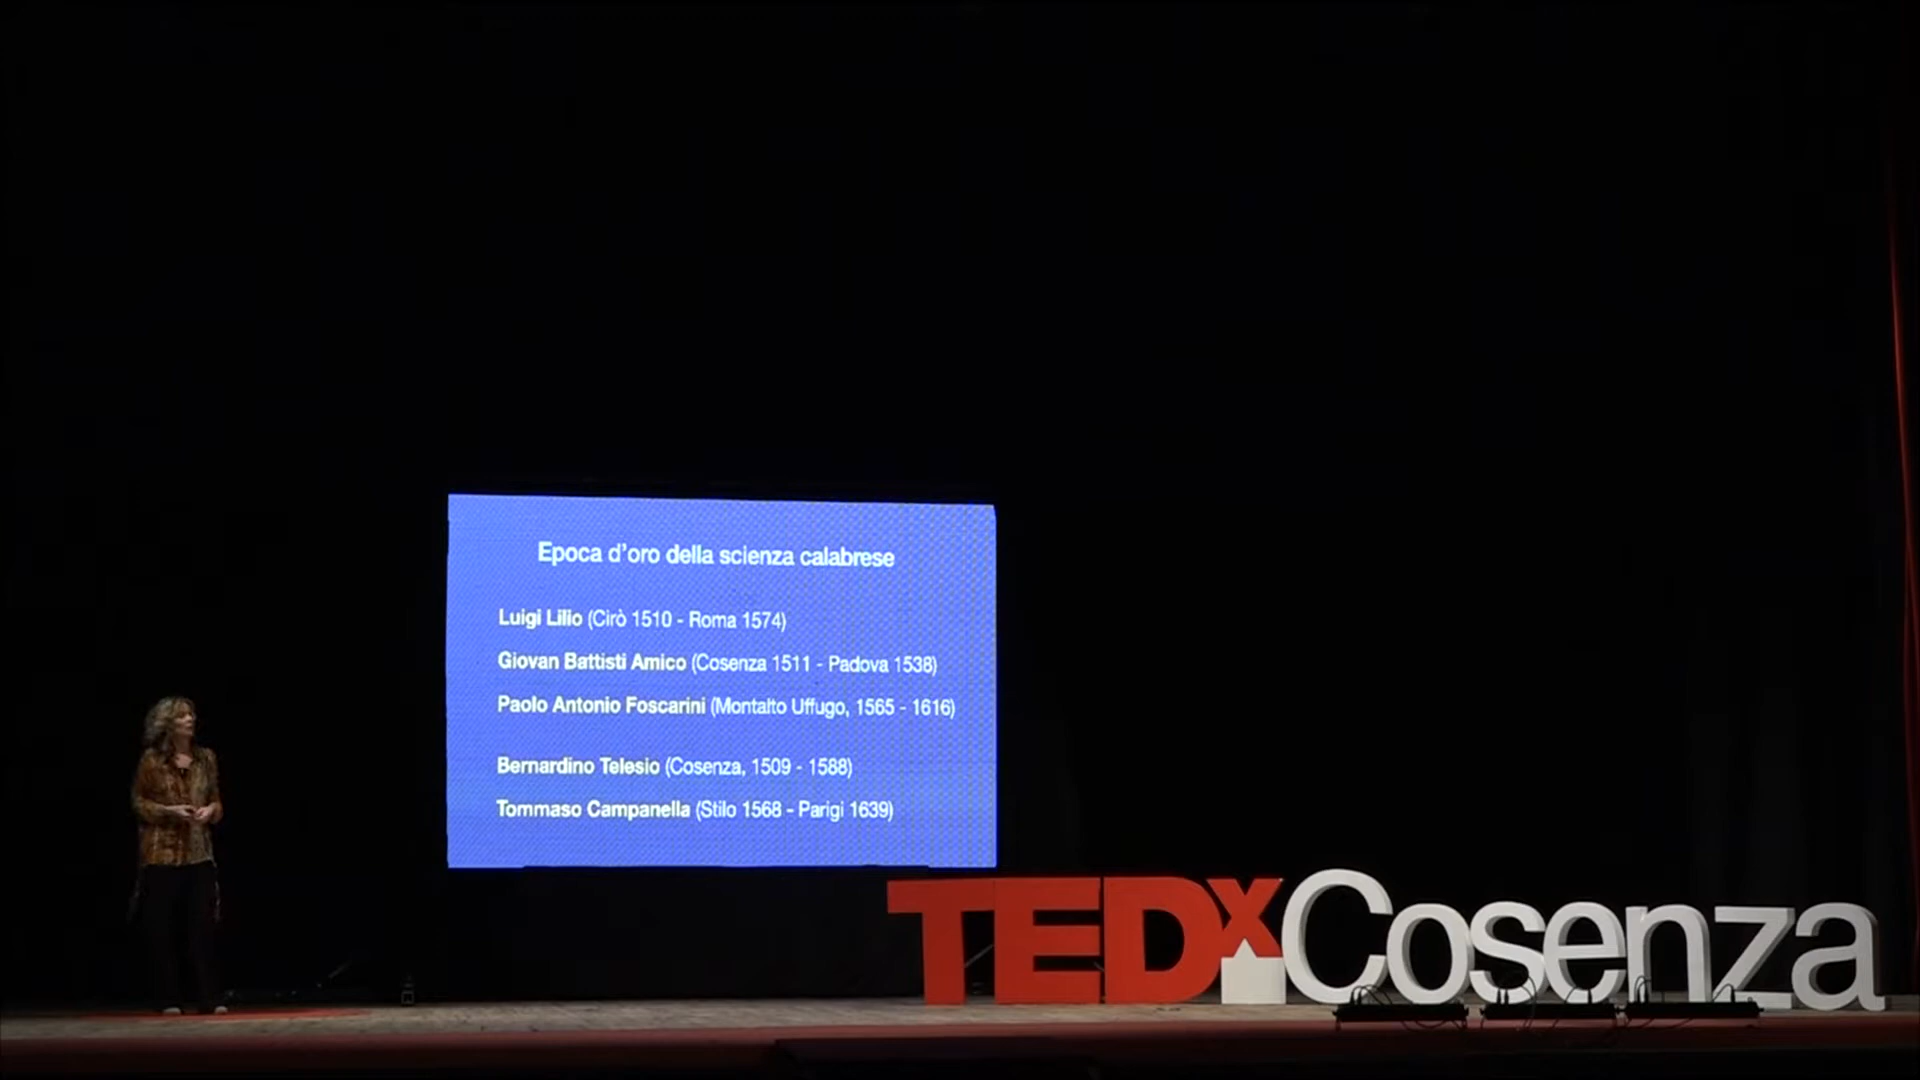 Epoca d'oro della scienza calabrese
Luigi Lilio (Cirò 1510 - Roma 1574)
Giovan Battisti Amico (Cosenza 1511 - Padova 1538)
Paolo Antonio Foscarini (Montalto Uffugo, 1565 - 1616)
Bernardino Telesio (Cosenza, 1509 - 1588)
Tommaso Campanella (Stilo 1568 - Parigi 1639)
TEDxCosenza